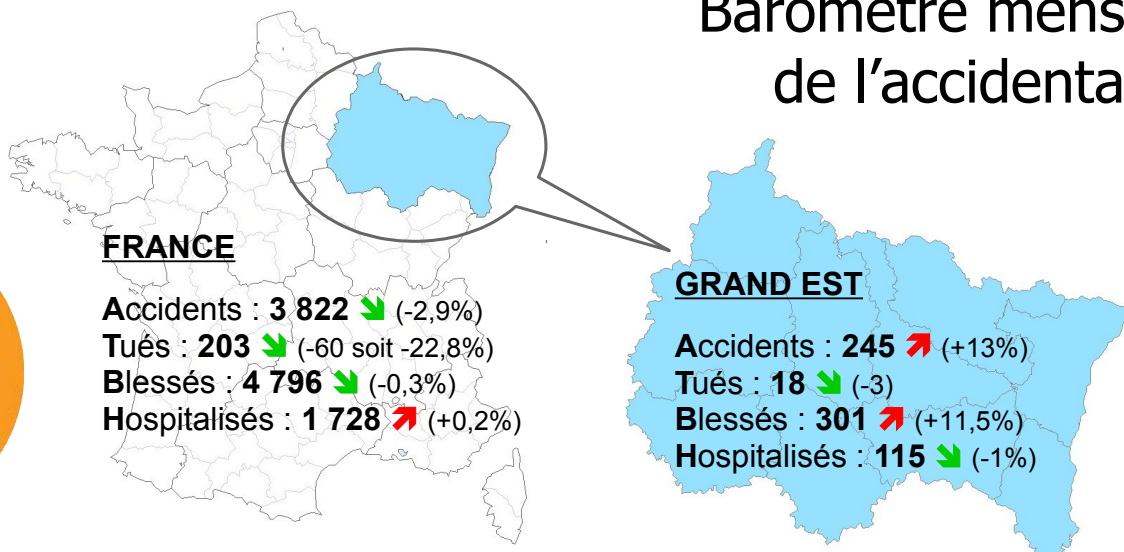 Baromètre mens
de l’accidenta
FRANCE
Accidents : 3 822 (-2,9%)
Tués : 203 (-60 soit -22,8%)
Blessés : 4 796 (-0,3%)
Hospitalisés : 1 728 (+0,2%)
GRAND EST
Accidents : 245 (+13%)
Tués : 18 (-3)
Blessés : 301 (+11,5%)
Hospitalisés : 115 (-1%)